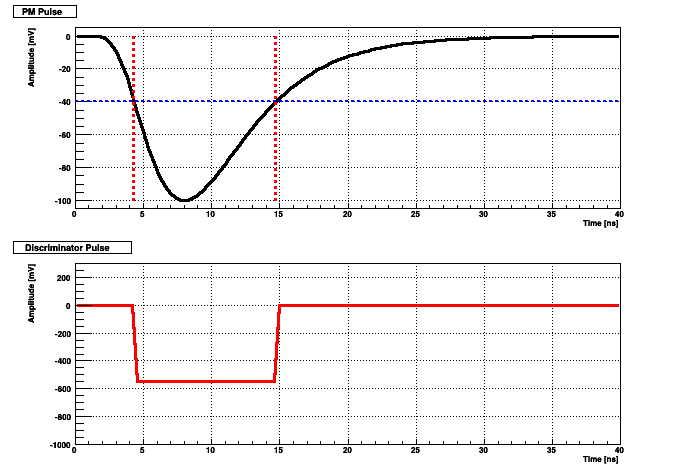 PM Pulse
Amplitude [mV]
0
-20
-40
-60
-80
-100
0 5 10 15 20 25 30 35 40
Time [ns]
Discriminator Pulse
Amplitude [mV]
200
0
-200
-400
-600
-800
-1000
0 5 10 15 20 25 30 35 40
Time [ns]